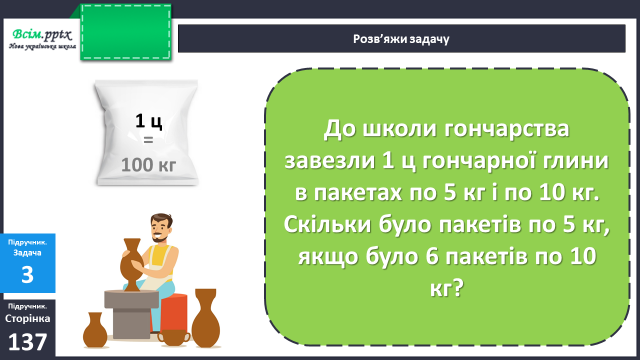 Всім.pptx
Нова українська школа
Розв’яжи задачу
1 ц
=
100 кг
До школи гончарства
завезли 1 ц гончарної глини
в пакетах по 5 кг і по 10 кг.
Скільки було пакетів по 5 кг,
якщо було 6 пакетів по 10
кг?
Підручник.
Задача
3
Підручник.
Сторінка
137